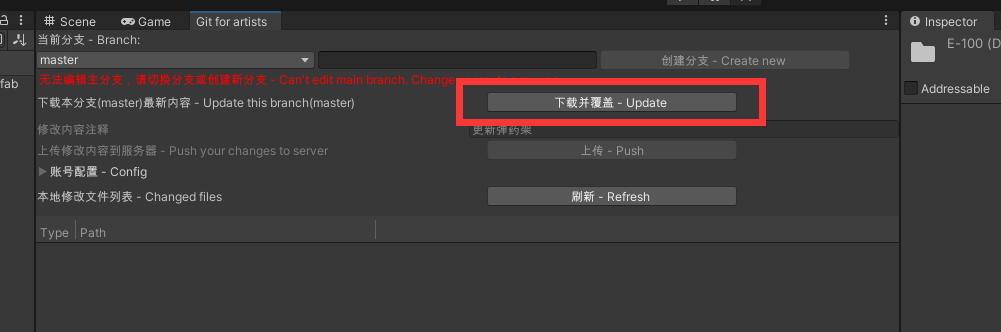 Scene Game Git for artists Inspector
当前分支 - Branch:
E-100 (D
master 创建分支 - Create new
无法编辑主分支，请切换分支或创建新分支 - Can't edit main branch. Change
fab
Addressable
下载本分支(master)最新内容 - Update this branch(master) 下载并覆盖 - Update
修改内容注释 更新弹药架
上传修改内容到服务器 - Push your changes to server 上传 - Push
账号配置 - Config
本地修改文件列表 - Changed files 刷新 - Refresh
Type Path